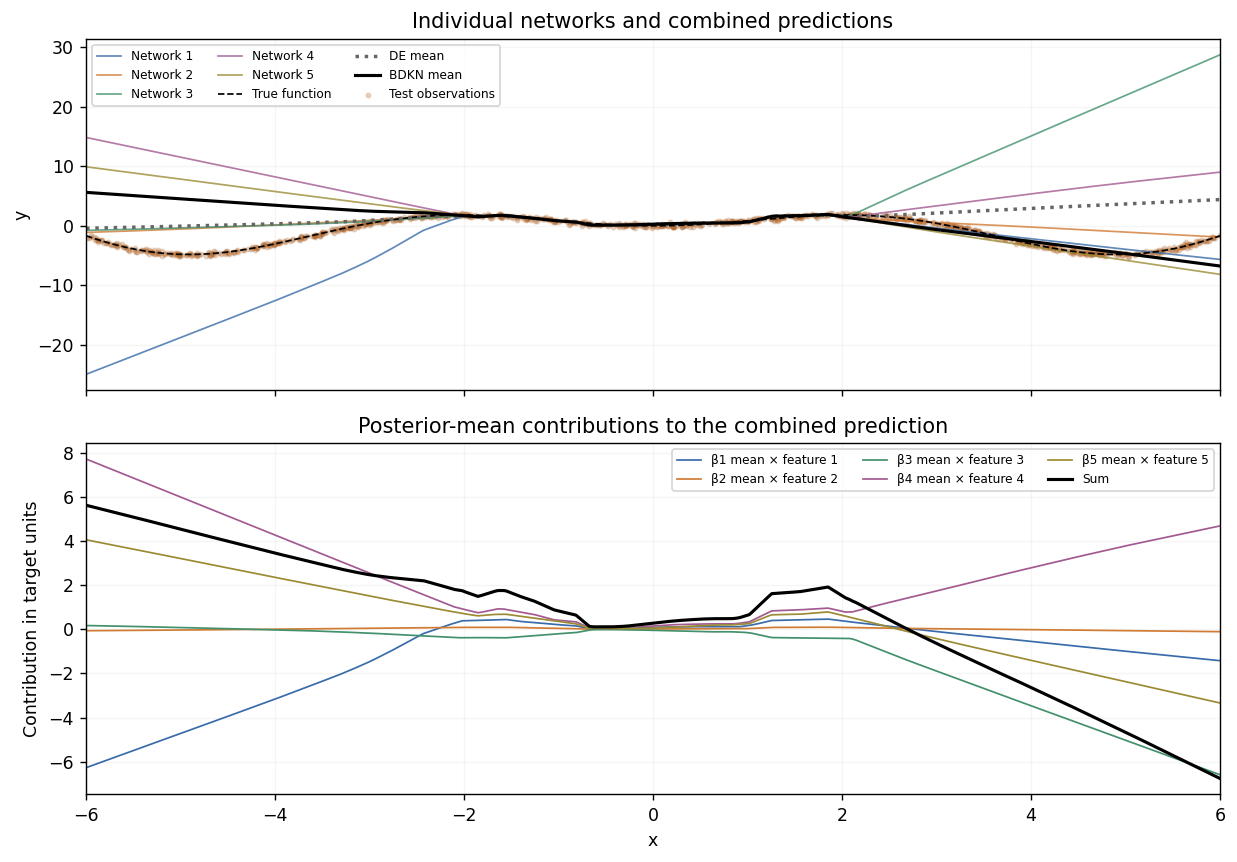 Individual networks and combined predictions
30
20
10
0
−10
−20
y
Network 1
Network 2
Network 3
Network 4
Network 5
True function
DE mean
BDKN mean
Test observations
Posterior-mean contributions to the combined prediction
8
6
4
2
0
−2
−4
−6
Contribution in target units
β1 mean × feature 1
β2 mean × feature 2
β3 mean × feature 3
β4 mean × feature 4
β5 mean × feature 5
Sum
−6
−4
−2
0
2
4
6
x